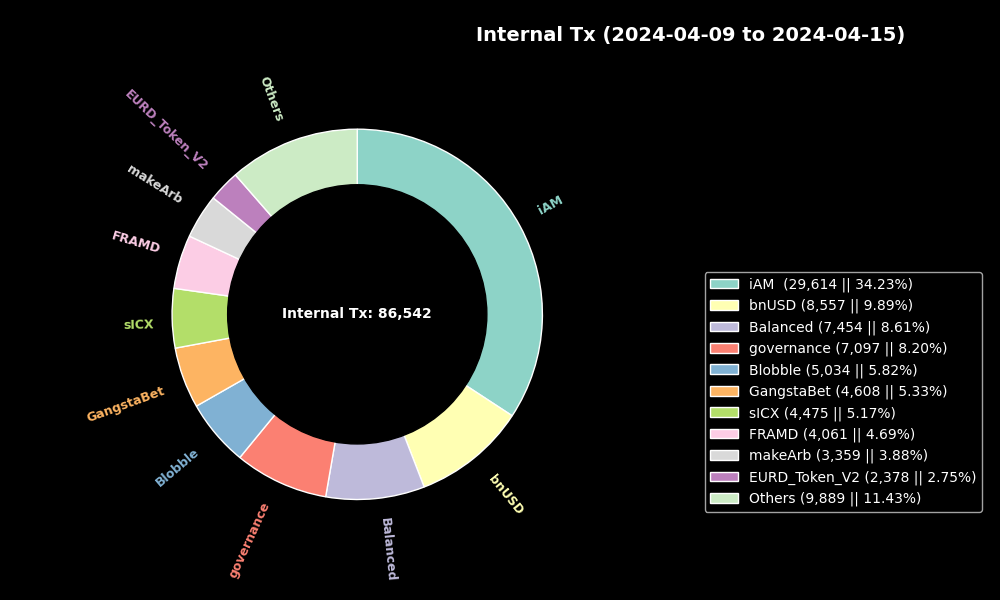 Internal Tx (2024-04-09 to 2024-04-15)
Others
EURD_Token_V2
makeArb
FRAMD
sICX
GangstaBet
Blobble
governance
Balanced
bnUSD
iAM
Internal Tx: 86,542
iAM (29,614 || 34.23%)
bnUSD (8,557 || 9.89%)
Balanced (7,454 || 8.61%)
governance (7,097 || 8.20%)
Blobble (5,034 || 5.82%)
GangstaBet (4,608 || 5.33%)
sICX (4,475 || 5.17%)
FRAMD (4,061 || 4.69%)
makeArb (3,359 || 3.88%)
EURD_Token_V2 (2,378 || 2.75%)
Others (9,889 || 11.43%)